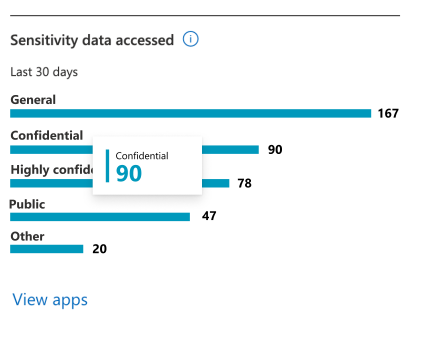 Sensitivity data accessed
Last 30 days
General
167
Confidential
90
Confidential
90
Highly
78
Public
47
Other
20
View apps